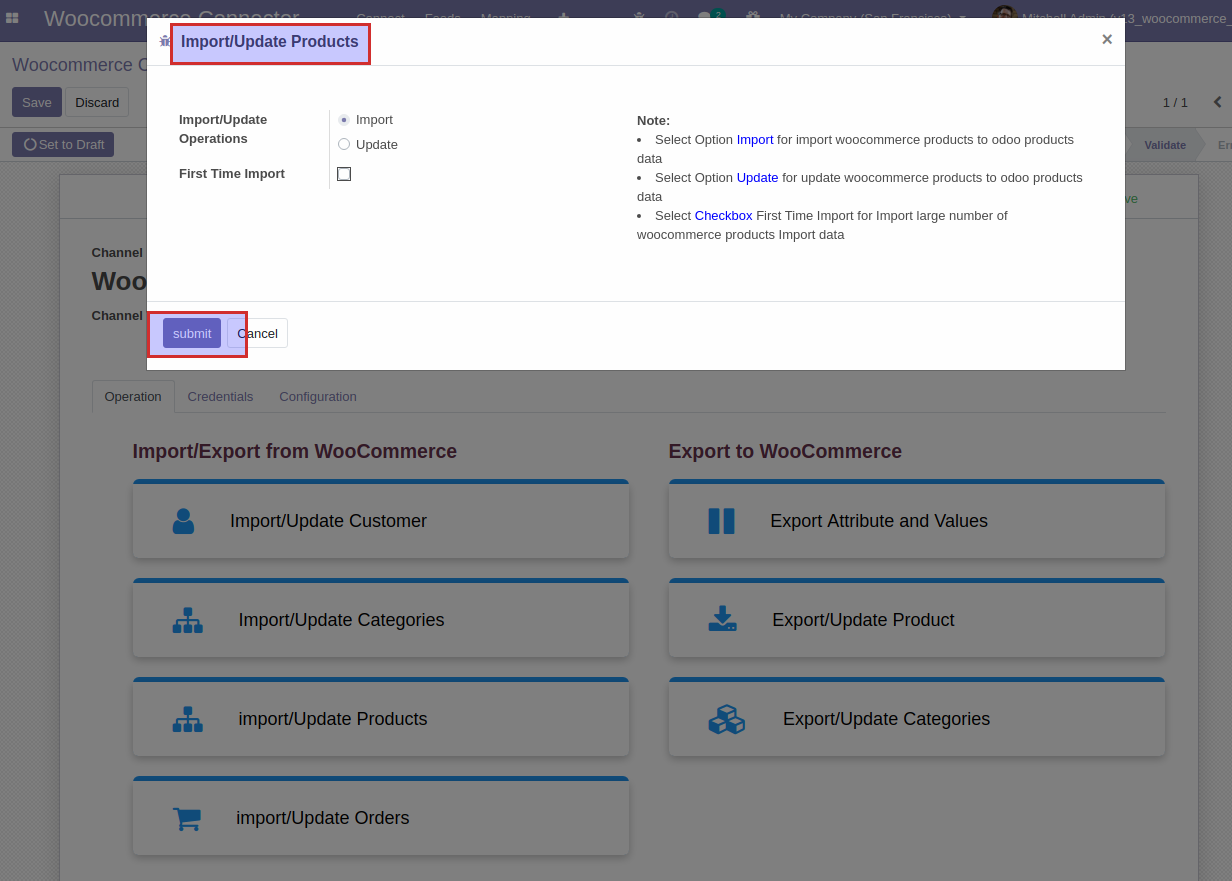 Woocommerce Connector
Connect Feeds Mapping
2
My Company (San Francisco)
Mitchell Admin (v13_woocommerce_
Import/Update Products
×
Woocommerce C
Save Discard
1 / 1
Set to Draft
Validate
Import/Update
Operations
Import
Update
First Time Import
Note:
• Select Option Import for import woocommerce products to odoo products
data
• Select Option Update for update woocommerce products to odoo products
data
• Select Checkbox First Time Import for Import large number of
woocommerce products Import data
ve
Channel
Woo
Channel
submit Cancel
Operation Credentials Configuration
Import/Export from WooCommerce
Import/Update Customer
Import/Update Categories
import/Update Products
import/Update Orders
Export to WooCommerce
Export Attribute and Values
Export/Update Product
Export/Update Categories